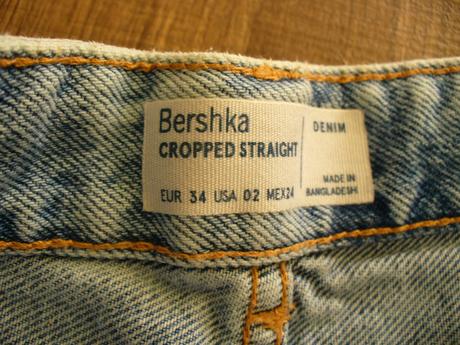 Bershka
CROPPED STRAIGHT
EUR 34 USA 02 MEX24
DENIM
MADE IN
BANGLADESH